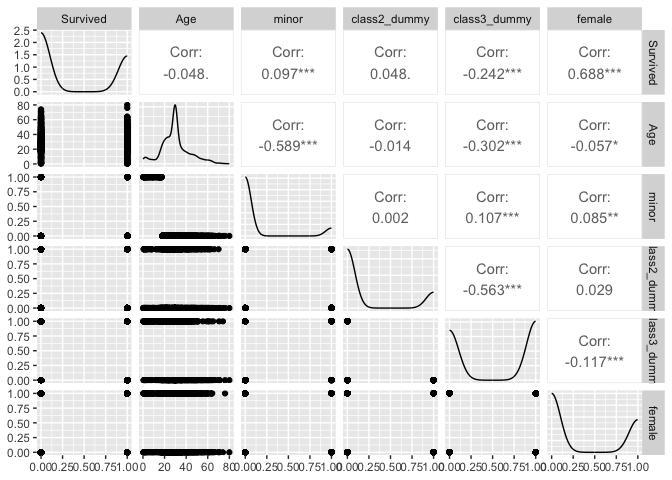 Survived Age minor class2_dummy class3_dummy female
2.5
2.0
1.5
1.0
0.5
0.0
Corr:
-0.048.
Corr:
0.097***
Corr:
0.048.
Corr:
-0.242***
Corr:
0.688***
Survived
80
60
40
20
0
Corr:
-0.589***
Corr:
-0.014
Corr:
-0.302***
Corr:
-0.057*
Age
1.00
0.75
0.50
0.25
0.00
Corr:
0.002
Corr:
0.107***
Corr:
0.085**
minor
1.00
0.75
0.50
0.25
0.00
Corr:
-0.563***
Corr:
0.029
lass2_dumm
1.00
0.75
0.50
0.25
0.00
Corr:
-0.117***
lass3_dumm
1.00
0.75
0.50
0.25
0.00
female
0.000.250.500.751.00 0 20 40 60 80 0.000.250.500.751.00 0.000.250.500.751.00 0.000.250.500.751.00 0.000.250.500.751.00